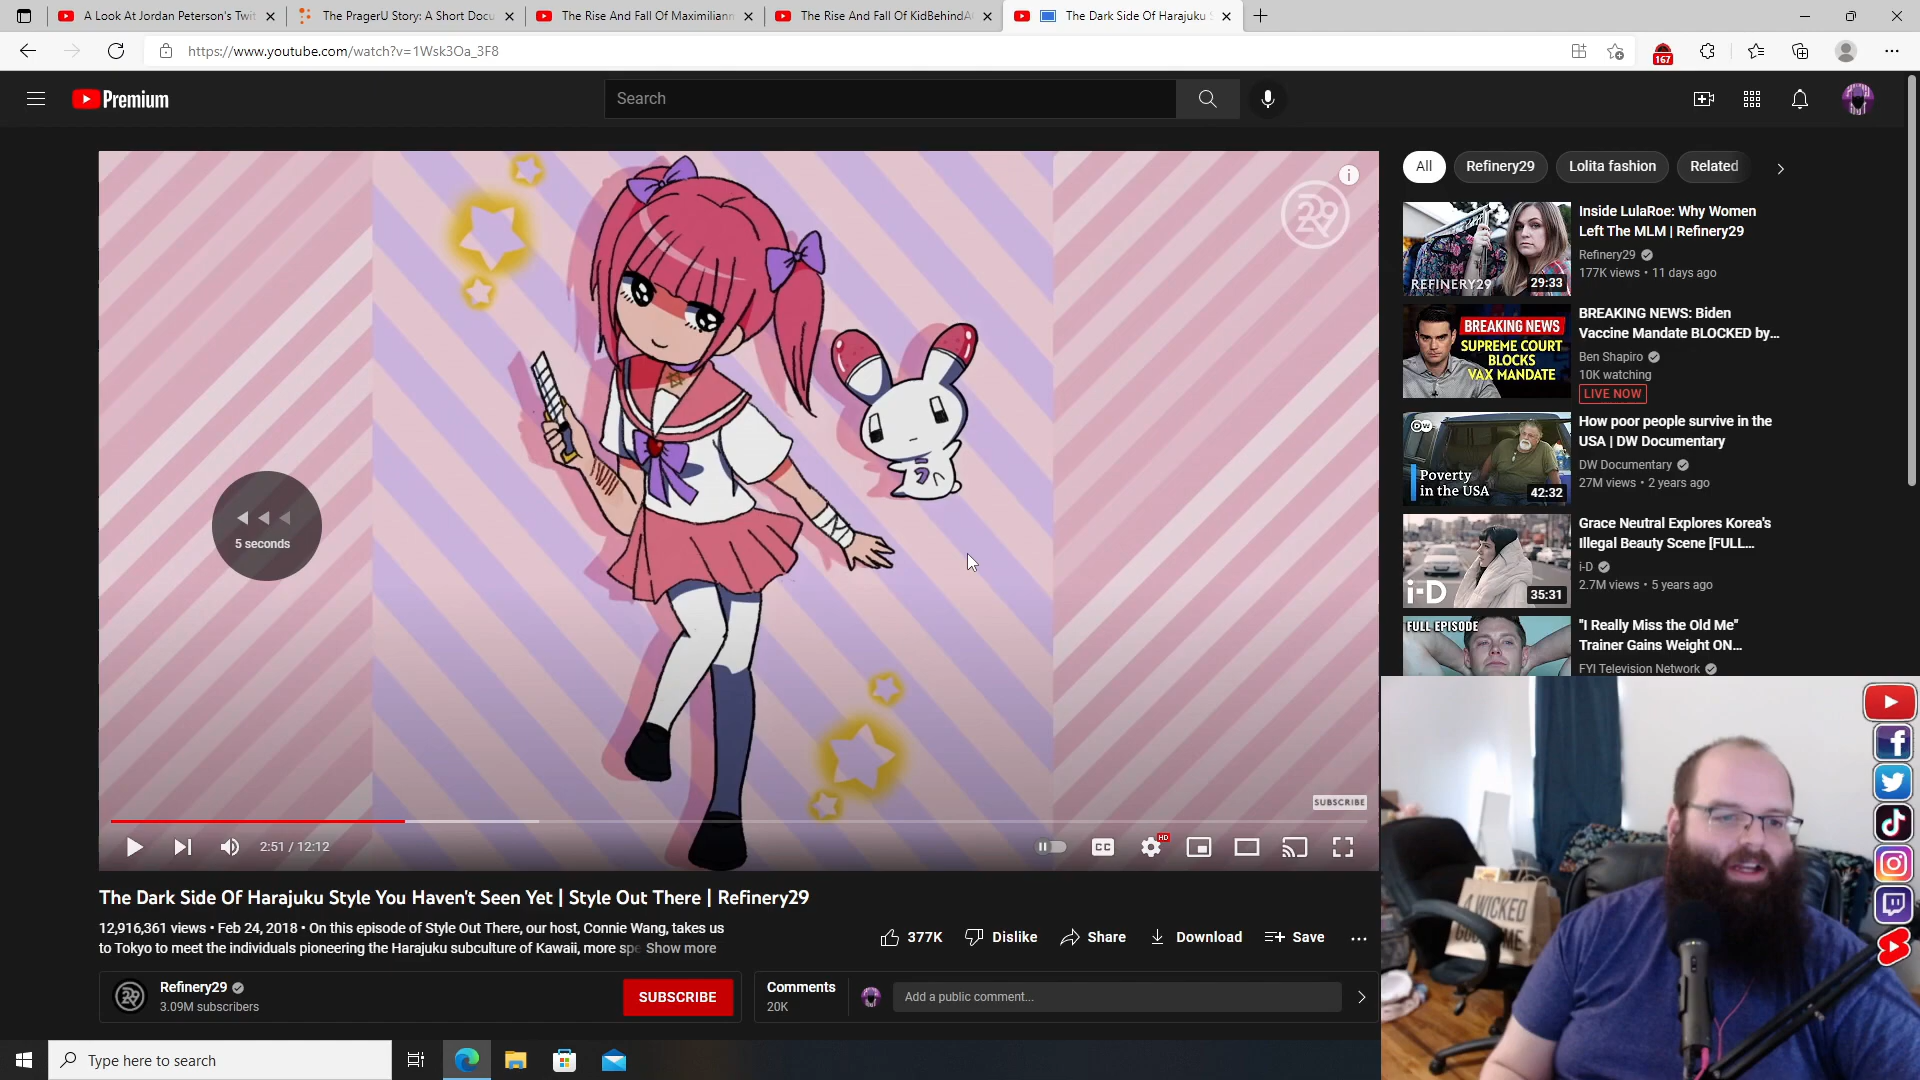 A Look At Jordan Peterson's Twit
The PragerU Story: A Short Docu
The Rise And Fall Of Maximiliann
The Rise And Fall Of KidBehindA
The Dark Side Of Harajuku S
https://www.youtube.com/watch?v=1Wsk3Oa_3F8
167
Premium
Search
All
Refinery29
Lolita fashion
Related
29
5 seconds
ラ
SUBSCRIBE
2:51 / 12:12
CC
HD
The Dark Side Of Harajuku Style You Haven't Seen Yet | Style Out There | Refinery29
12,916,361 views • Feb 24, 2018 • On this episode of Style Out There, our host, Connie Wang, takes us
to Tokyo to meet the individuals pioneering the Harajuku subculture of Kawaii, more spe Show more
377K
Dislike
Share
Download
Save
29
Refinery29
3.09M subscribers
SUBSCRIBE
Comments
20K
Add a public comment...
REFINERY29
29:33
Inside LulaRoe: Why Women
Left The MLM | Refinery29
Refinery29
177K views • 11 days ago
BREAKING NEWS
SUPREME COURT
BLOCKS
VAX MANDATE
BREAKING NEWS: Biden
Vaccine Mandate BLOCKED by...
Ben Shapiro
10K watching
LIVE NOW
DW
Poverty
in the USA
42:32
How poor people survive in the
USA | DW Documentary
DW Documentary
27M views • 2 years ago
i-D
35:31
Grace Neutral Explores Korea's
Illegal Beauty Scene [FULL...
i-D
2.7M views • 5 years ago
FULL EPISODE
"I Really Miss the Old Me"
Trainer Gains Weight ON...
FYI Television Network
WICKED
Type here to search